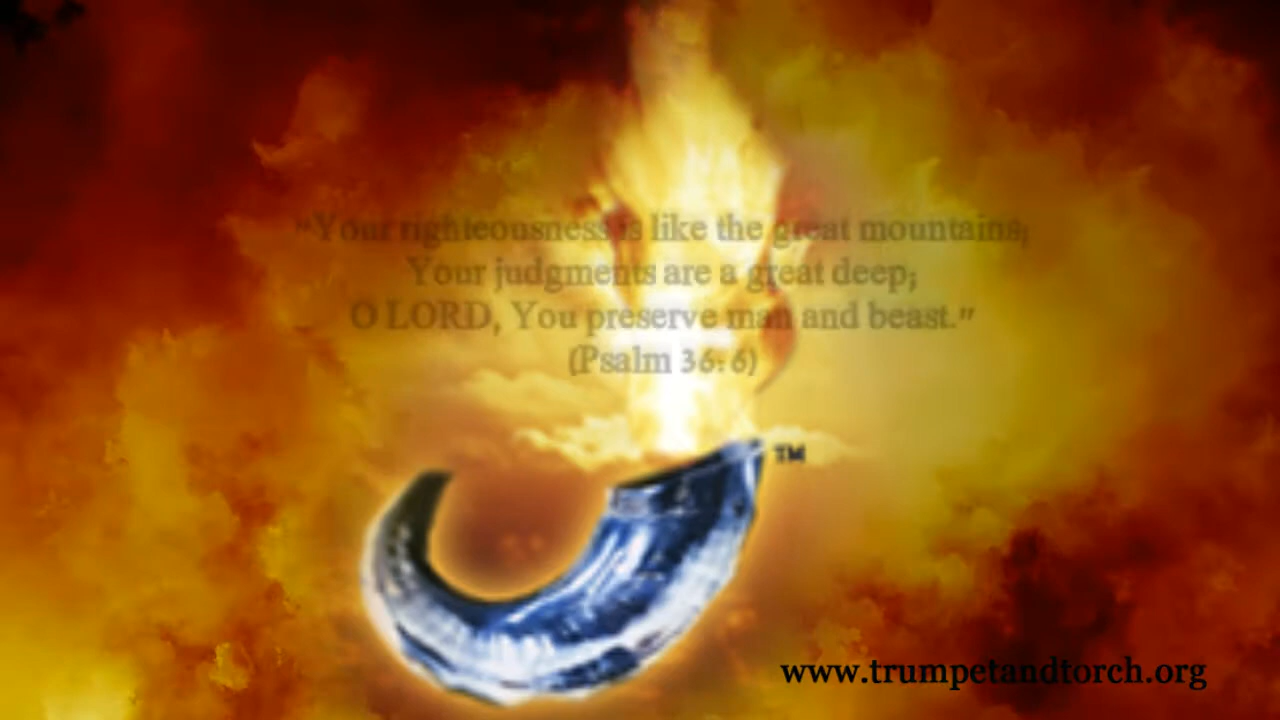 "Your righteousness is like the great mountains;
Your judgments are a great deep;
O LORD, You preserve man and beast."
(Psalm 36:6)
TM
www.trumpetandtorch.org